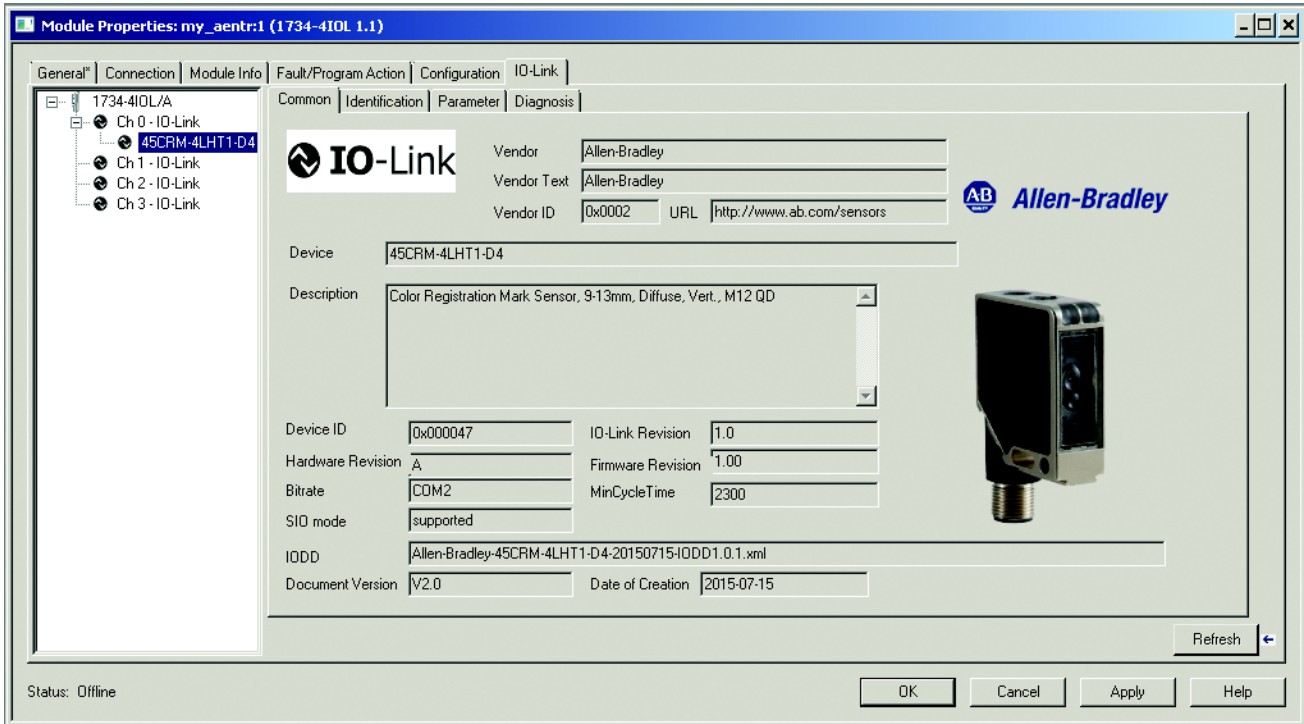 Module Properties: my_aentr:1 (1734-4IOL 1.1)
General* Connection Module Info Fault/Program Action Configuration IO-Link
1734-4IOL/A
Ch 0 - IO-Link
45CRM-4LHT1-D4
Ch 1 - IO-Link
Ch 2 - IO-Link
Ch 3 - IO-Link
Common Identification Parameter Diagnosis
IO-Link
Vendor Allen-Bradley
Vendor Text Allen-Bradley
Vendor ID 0x0002 URL http://www.ab.com/sensors
AB QUALITY Allen-Bradley
Device 45CRM-4LHT1-D4
Description Color Registration Mark Sensor, 9-13mm, Diffuse, Vert., M12 QD
Device ID 0x000047 IO-Link Revision 1.0
Hardware Revision A Firmware Revision 1.00
Bitrate COM2 MinCycleTime 2300
SIO mode supported
IODD Allen-Bradley-45CRM-4LHT1-D4-20150715-IODD1.0.1.xml
Document Version V2.0 Date of Creation 2015-07-15
Refresh
Status: Offline OK Cancel Apply Help